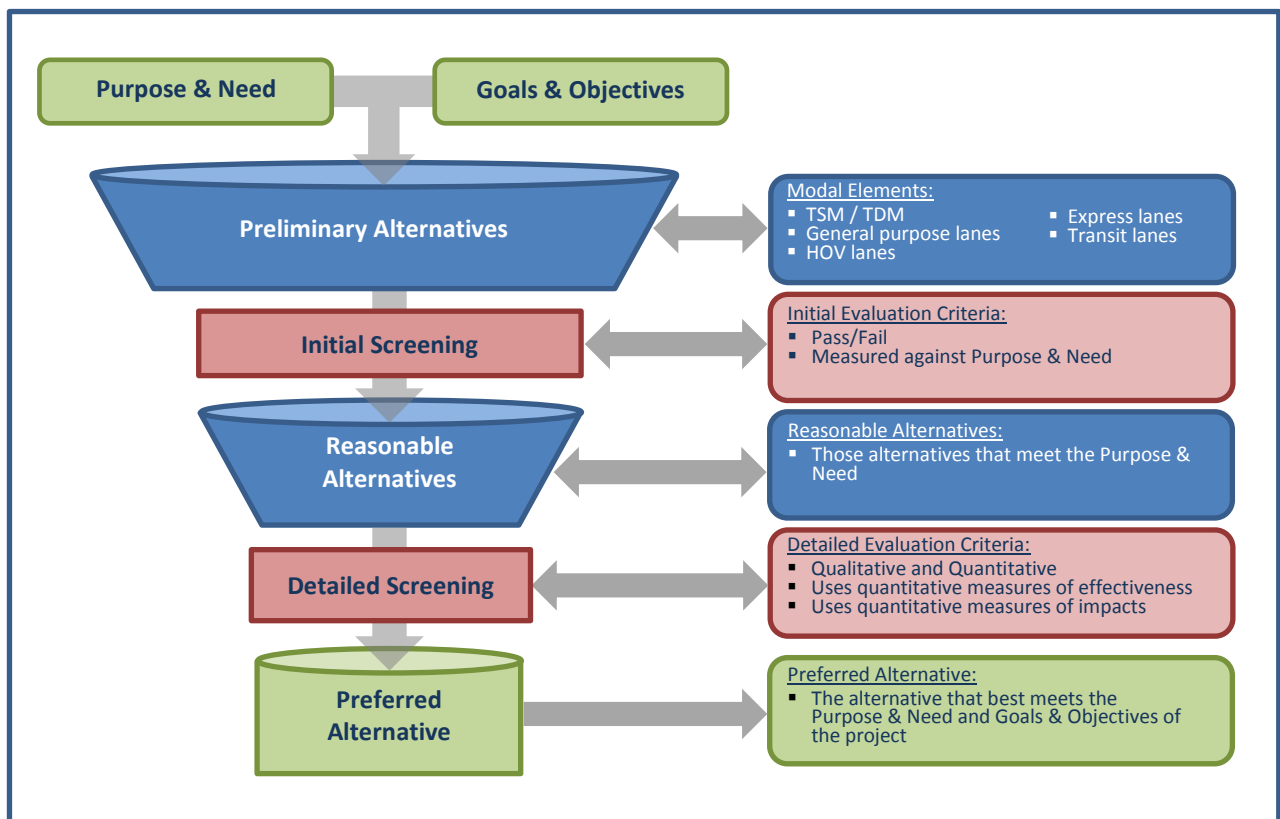 Purpose & Need
Goals & Objectives
Preliminary Alternatives
Modal Elements:
▪ TSM / TDM
▪ General purpose lanes
▪ HOV lanes
▪ Express lanes
▪ Transit lanes
Initial Screening
Initial Evaluation Criteria:
▪ Pass/Fail
▪ Measured against Purpose & Need
Reasonable
Alternatives
Reasonable Alternatives:
▪ Those alternatives that meet the Purpose &
Need
Detailed Screening
Detailed Evaluation Criteria:
▪ Qualitative and Quantitative
▪ Uses quantitative measures of effectiveness
▪ Uses quantitative measures of impacts
Preferred
Alternative
Preferred Alternative:
▪ The alternative that best meets the
Purpose & Need and Goals & Objectives of
the project